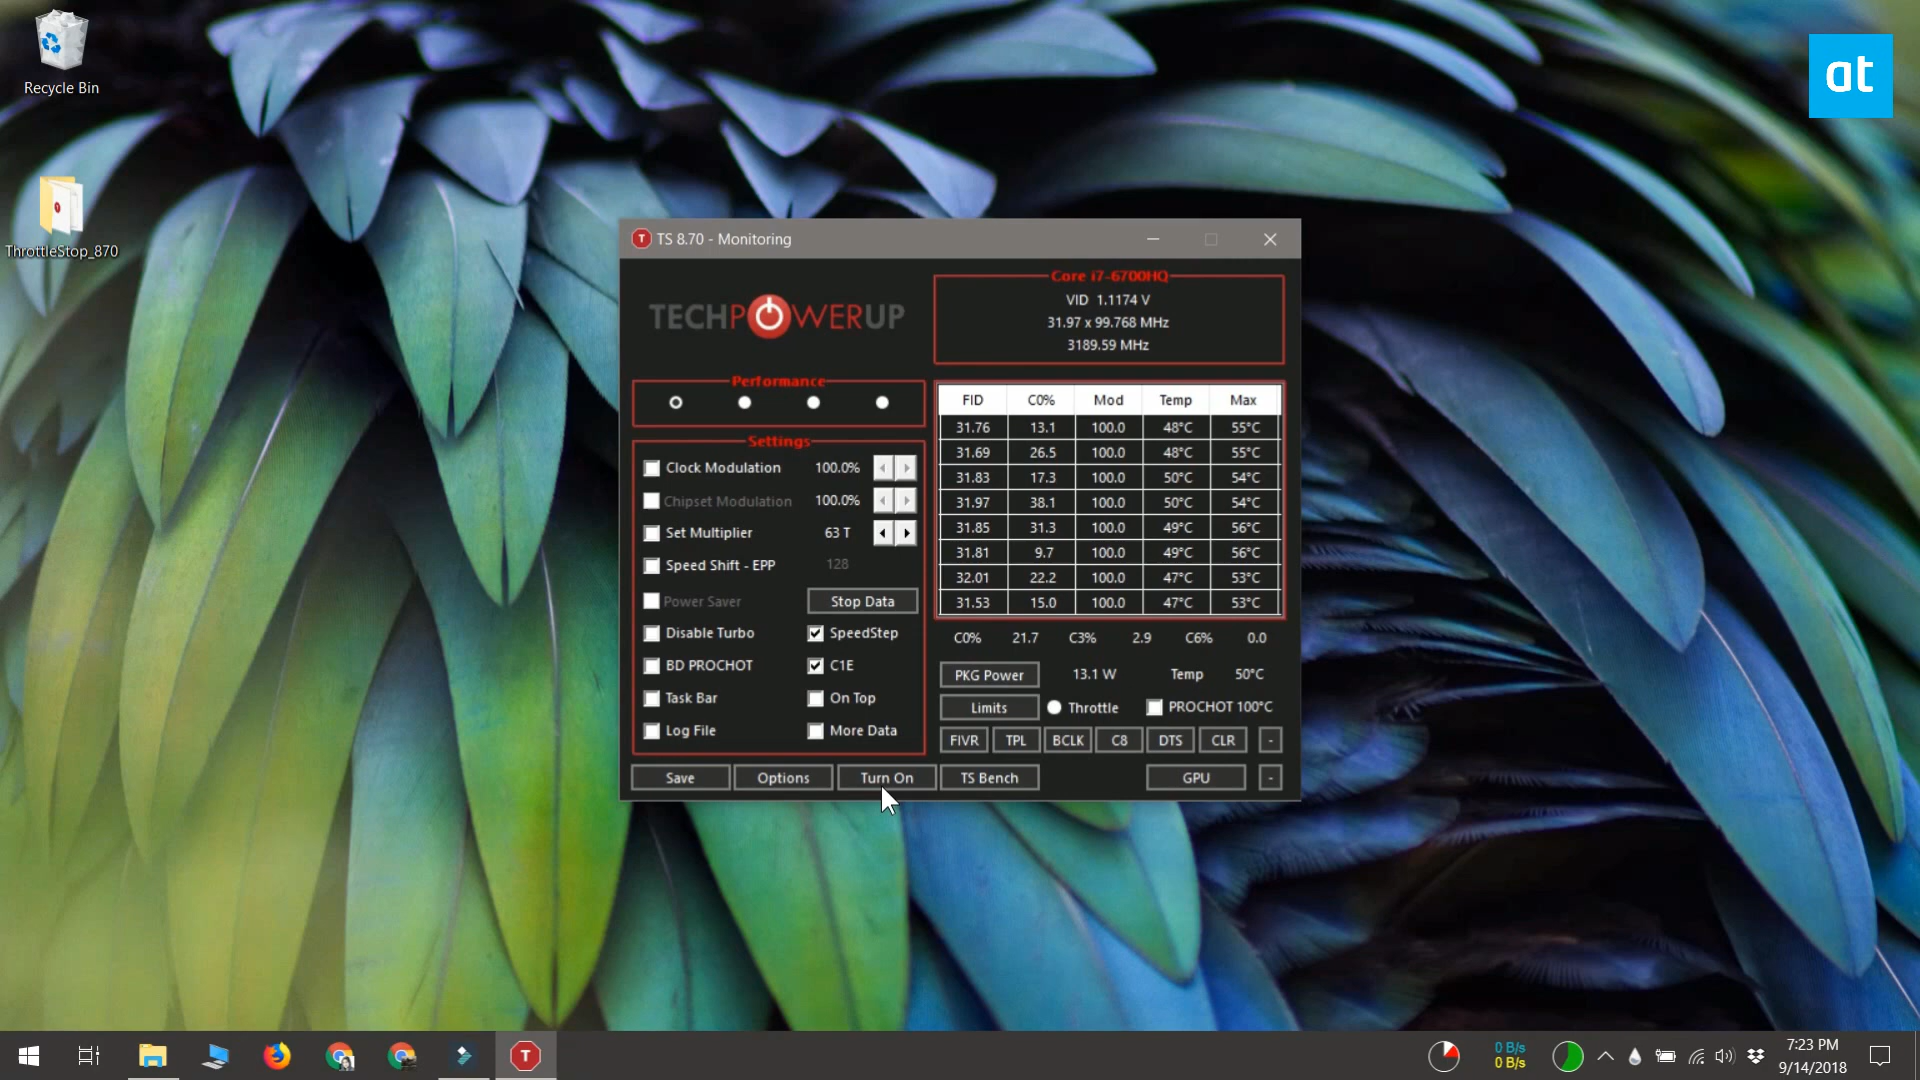 Recycle Bin
ThrottleStop_870
at
TS 8.70 - Monitoring
TECHPOWERUP
Core i7-6700HQ
VID 1.1174 V
31.97 x 99.768 MHz
3189.59 MHz
Performance
Settings
Clock Modulation 100.0%
Chipset Modulation 100.0%
Set Multiplier 63 T
Speed Shift - EPP 128
Power Saver Stop Data
Disable Turbo SpeedStep
BD PROCHOT C1E
Task Bar On Top
Log File More Data
FID C0% Mod Temp Max
31.76 13.1 100.0 48°C 55°C
31.69 26.5 100.0 48°C 55°C
31.83 17.3 100.0 50°C 54°C
31.97 38.1 100.0 50°C 54°C
31.85 31.3 100.0 49°C 56°C
31.81 9.7 100.0 49°C 56°C
32.01 22.2 100.0 47°C 53°C
31.53 15.0 100.0 47°C 53°C
C0% 21.7 C3% 2.9 C6% 0.0
PKG Power 13.1 W Temp 50°C
Limits Throttle PROCHOT 100°C
FIVR TPL BCLK C8 DTS CLR -
Save Options Turn On TS Bench GPU -
0 B/s
0 B/s
7:23 PM
9/14/2018